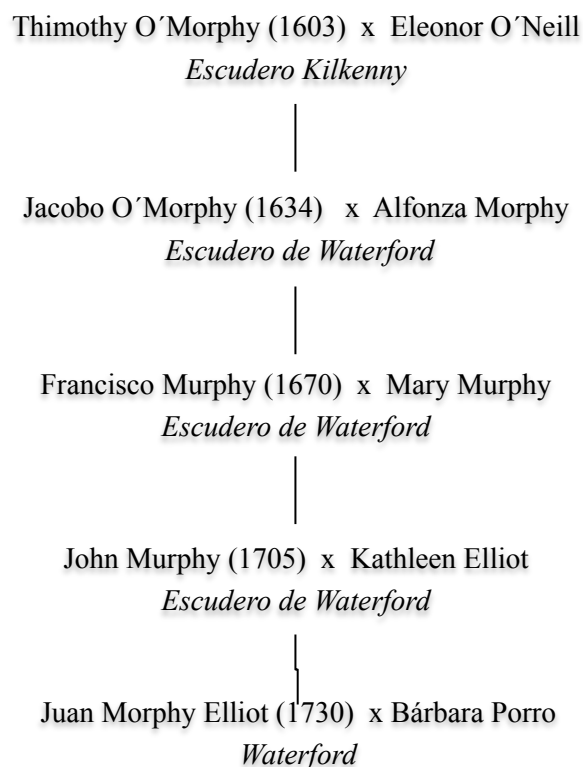 Thimothy O´Morphy (1603) x Eleonor O´Neill
Escudero Kilkenny
Jacobo O´Morphy (1634) x Alfonza Morphy
Escudero de Waterford
Francisco Murphy (1670) x Mary Murphy
Escudero de Waterford
John Murphy (1705) x Kathleen Elliot
Escudero de Waterford
Juan Morphy Elliot (1730) x Bárbara Porro
Waterford